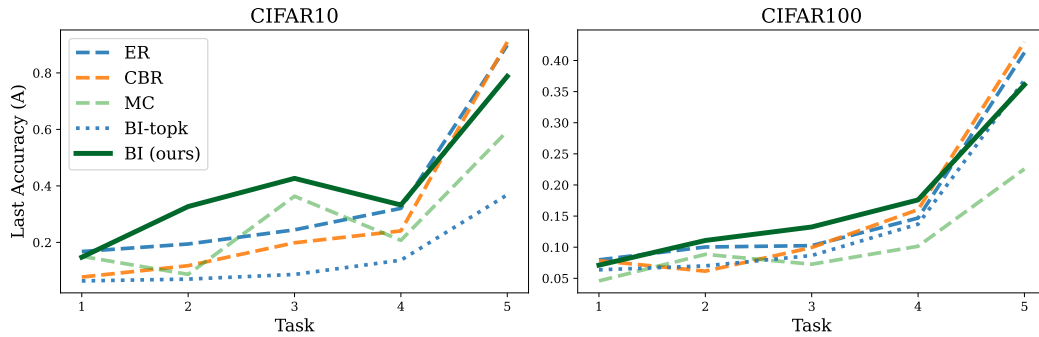 CIFAR10
CIFAR100
Last Accuracy (A)
0.8
0.6
0.4
0.2
ER
CBR
MC
BI-topk
BI (ours)
1 2 3 4 5
Task
0.40
0.35
0.30
0.25
0.20
0.15
0.10
0.05
1 2 3 4 5
Task